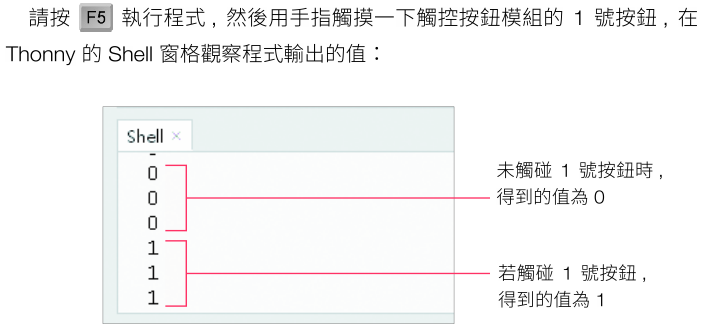 請按 F5 執行程式，然後用手指觸摸一下觸控按鈕模組的 1 號按鈕，在
Thonny 的 Shell 窗格觀察程式輸出的值：
Shell ×
0
0
0
1
1
1
未觸碰 1 號按鈕時，
得到的值為 0
若觸碰 1 號按鈕，
得到的值為 1